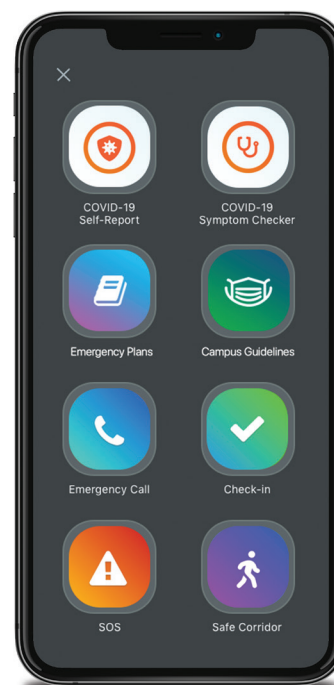 COVID-19
Self-Report
COVID-19
Symptom Checker
Emergency Plans
Campus Guidelines
Emergency Call
Check-in
SOS
Safe Corridor